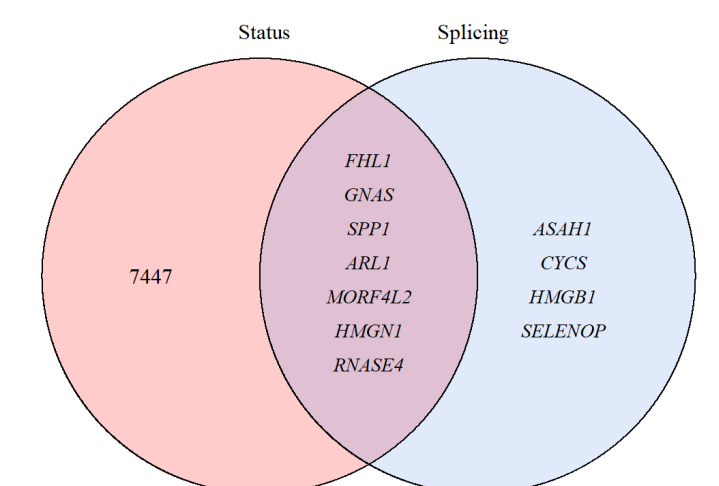 Status Splicing
FHL1
GNAS
SPP1 ASAH1
ARL1 CYCS
7447
MORF4L2 HMGB1
HMGN1 SELENOP
RNASE4